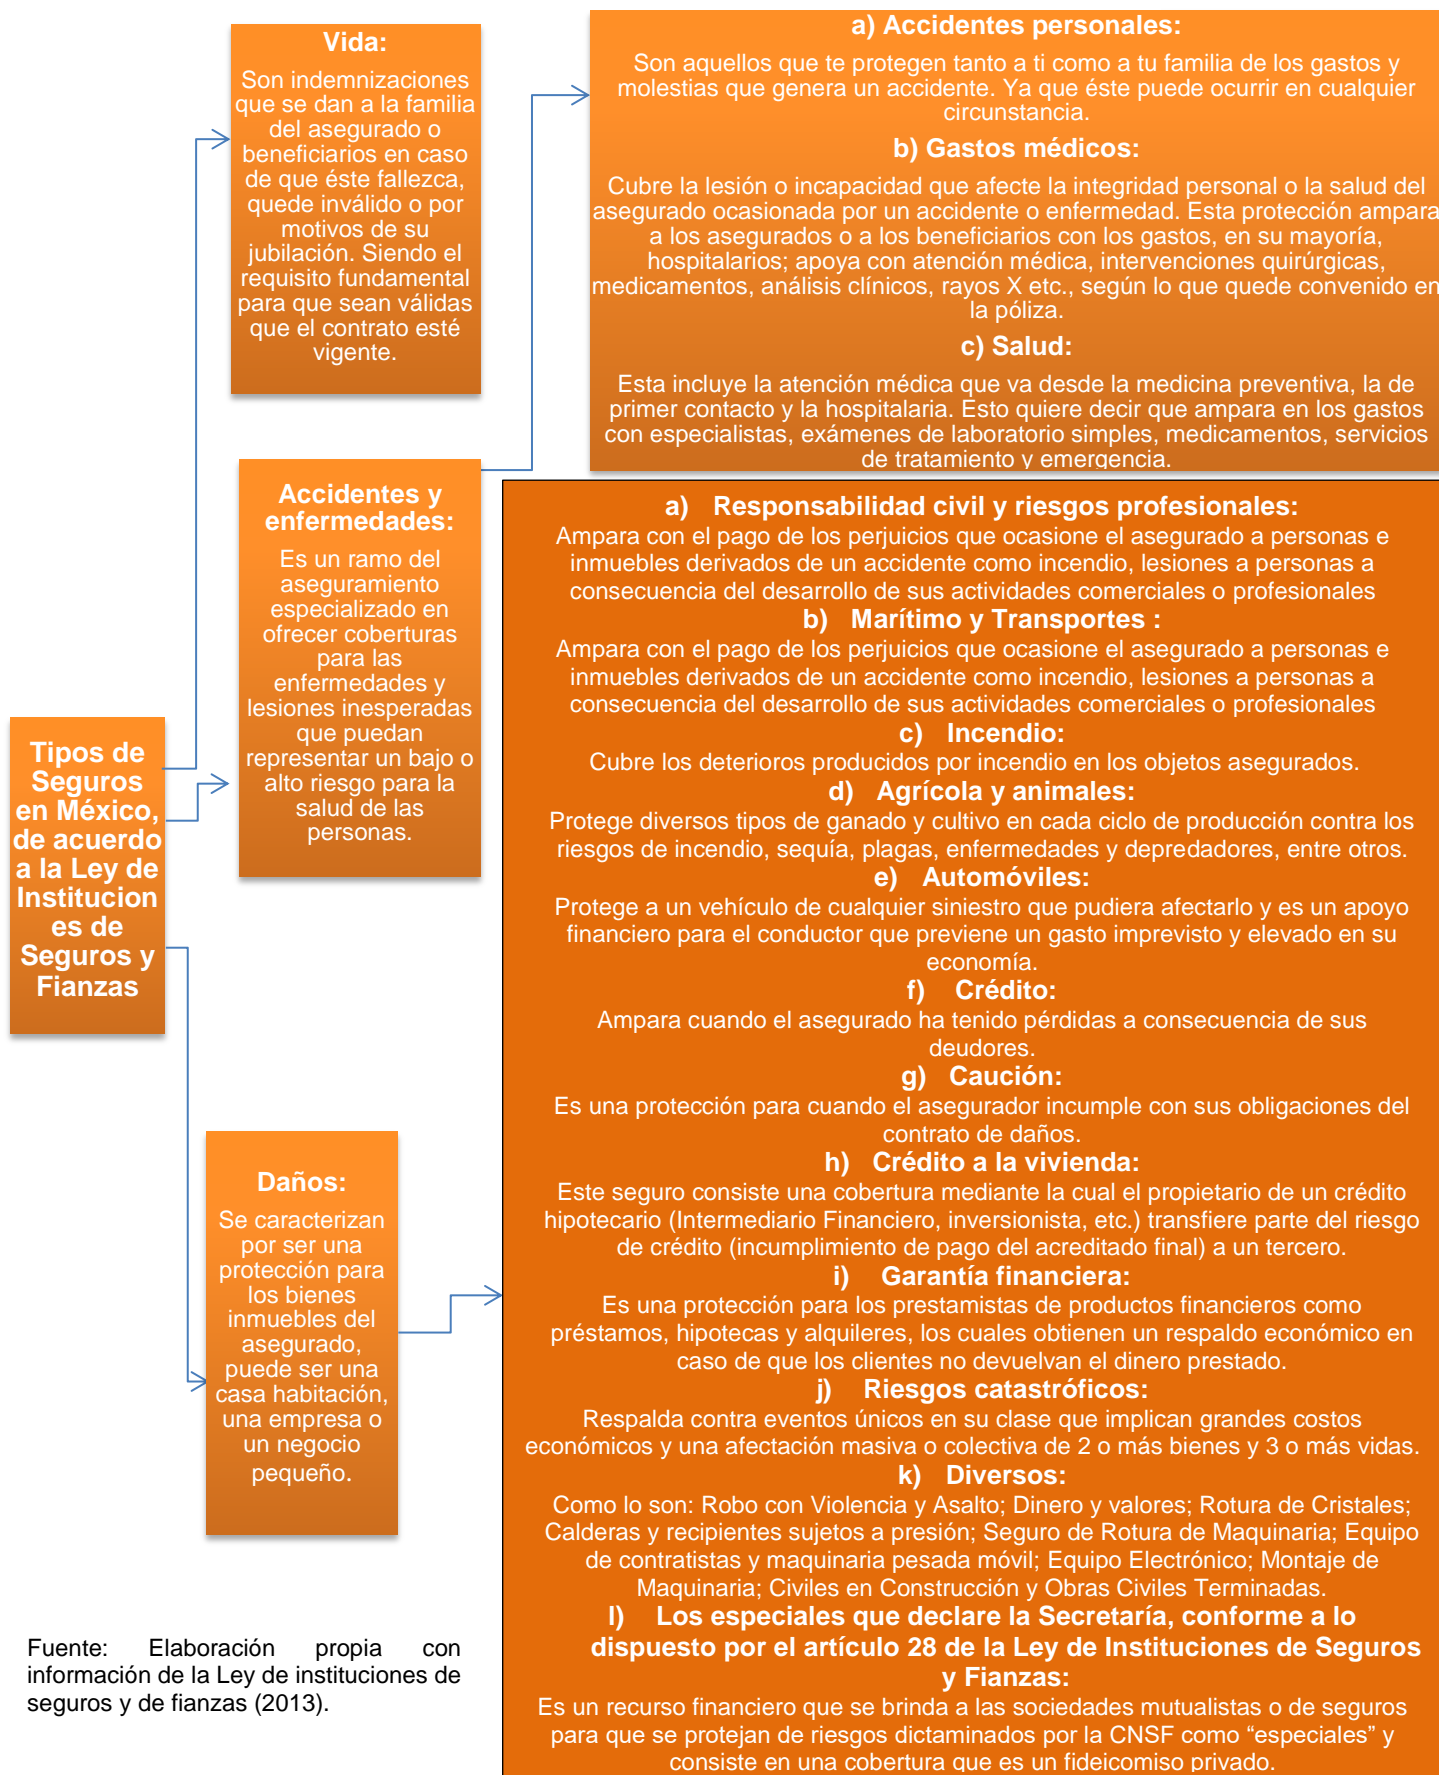 Tipos de
Seguros
en México,
de acuerdo
a la Ley de
Institucion
es de
Seguros y
Fianzas
Vida:
Son indemnizaciones
que se dan a la familia
del asegurado o
beneficiarios en caso
de que éste fallezca,
quede inválido o por
motivos de su
jubilación. Siendo el
requisito fundamental
para que sean válidas
que el contrato esté
vigente.
Accidentes y
enfermedades:
Es un ramo del
aseguramiento
especializado en
ofrecer coberturas
para las
enfermedades y
lesiones inesperadas
que puedan
representar un bajo o
alto riesgo para la
salud de las
personas.
a) Accidentes personales:
Son aquellos que te protegen tanto a ti como a tu familia de los gastos y
molestias que genera un accidente. Ya que éste puede ocurrir en cualquier
circunstancia.
b) Gastos médicos:
Cubre la lesión o incapacidad que afecte la integridad personal o la salud del
asegurado ocasionada por un accidente o enfermedad. Esta protección ampara
a los asegurados o a los beneficiarios con los gastos, en su mayoría,
hospitalarios; apoya con atención médica, intervenciones quirúrgicas,
medicamentos, análisis clínicos, rayos X etc., según lo que quede convenido en
la póliza.
c) Salud:
Esta incluye la atención médica que va desde la medicina preventiva, la de
primer contacto y la hospitalaria. Esto quiere decir que ampara en los gastos
con especialistas, exámenes de laboratorio simples, medicamentos, servicios
de tratamiento y emergencia.
Daños:
Se caracterizan
por ser una
protección para
los bienes
inmuebles del
asegurado,
puede ser una
casa habitación,
una empresa o
un negocio
pequeño.
a) Responsabilidad civil y riesgos profesionales:
Ampara con el pago de los perjuicios que ocasione el asegurado a personas e
inmuebles derivados de un accidente como incendio, lesiones a personas a
consecuencia del desarrollo de sus actividades comerciales o profesionales
b) Marítimo y Transportes :
Ampara con el pago de los perjuicios que ocasione el asegurado a personas e
inmuebles derivados de un accidente como incendio, lesiones a personas a
consecuencia del desarrollo de sus actividades comerciales o profesionales
c) Incendio:
Cubre los deterioros producidos por incendio en los objetos asegurados.
d) Agrícola y animales:
Protege diversos tipos de ganado y cultivo en cada ciclo de producción contra los
riesgos de incendio, sequía, plagas, enfermedades y depredadores, entre otros.
e) Automóviles:
Protege a un vehículo de cualquier siniestro que pudiera afectarlo y es un apoyo
financiero para el conductor que previene un gasto imprevisto y elevado en su
economía.
f) Crédito:
Ampara cuando el asegurado ha tenido pérdidas a consecuencia de sus
deudores.
g) Caución:
Es una protección para cuando el asegurador incumple con sus obligaciones del
contrato de daños.
h) Crédito a la vivienda:
Este seguro consiste una cobertura mediante la cual el propietario de un crédito
hipotecario (Intermediario Financiero, inversionista, etc.) transfiere parte del riesgo
de crédito (incumplimiento de pago del acreditado final) a un tercero.
i) Garantía financiera:
Es una protección para los prestamistas de productos financieros como
préstamos, hipotecas y alquileres, los cuales obtienen un respaldo económico en
caso de que los clientes no devuelvan el dinero prestado.
j) Riesgos catastróficos:
Respalda contra eventos únicos en su clase que implican grandes costos
económicos y una afectación masiva o colectiva de 2 o más bienes y 3 o más vidas.
k) Diversos:
Como lo son: Robo con Violencia y Asalto; Dinero y valores; Rotura de Cristales;
Calderas y recipientes sujetos a presión; Seguro de Rotura de Maquinaria; Equipo
de contratistas y maquinaria pesada móvil; Equipo Electrónico; Montaje de
Maquinaria; Civiles en Construcción y Obras Civiles Terminadas.
l) Los especiales que declare la Secretaría, conforme a lo
dispuesto por el artículo 28 de la Ley de Instituciones de Seguros
y Fianzas:
Es un recurso financiero que se brinda a las sociedades mutualistas o de seguros
para que se protejan de riesgos dictaminados por la CNSF como “especiales” y
consiste en una cobertura que es un fideicomiso privado.
Fuente: Elaboración propia con
información de la Ley de instituciones de
seguros y de fianzas (2013).